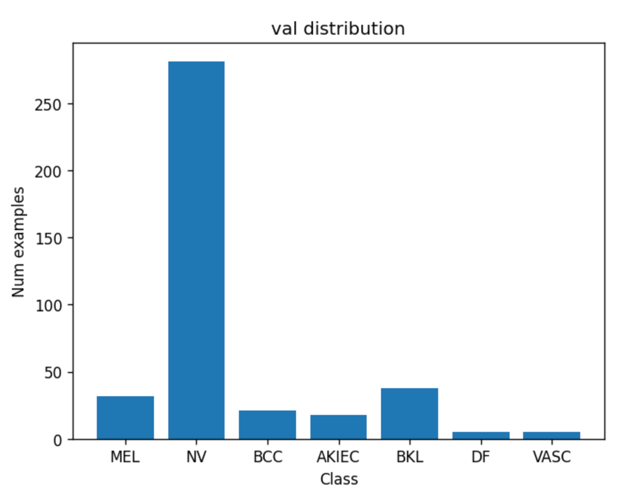 val distribution
Num examples
250
200
150
100
50
0
MEL NV BCC AKIEC BKL DF VASC
Class